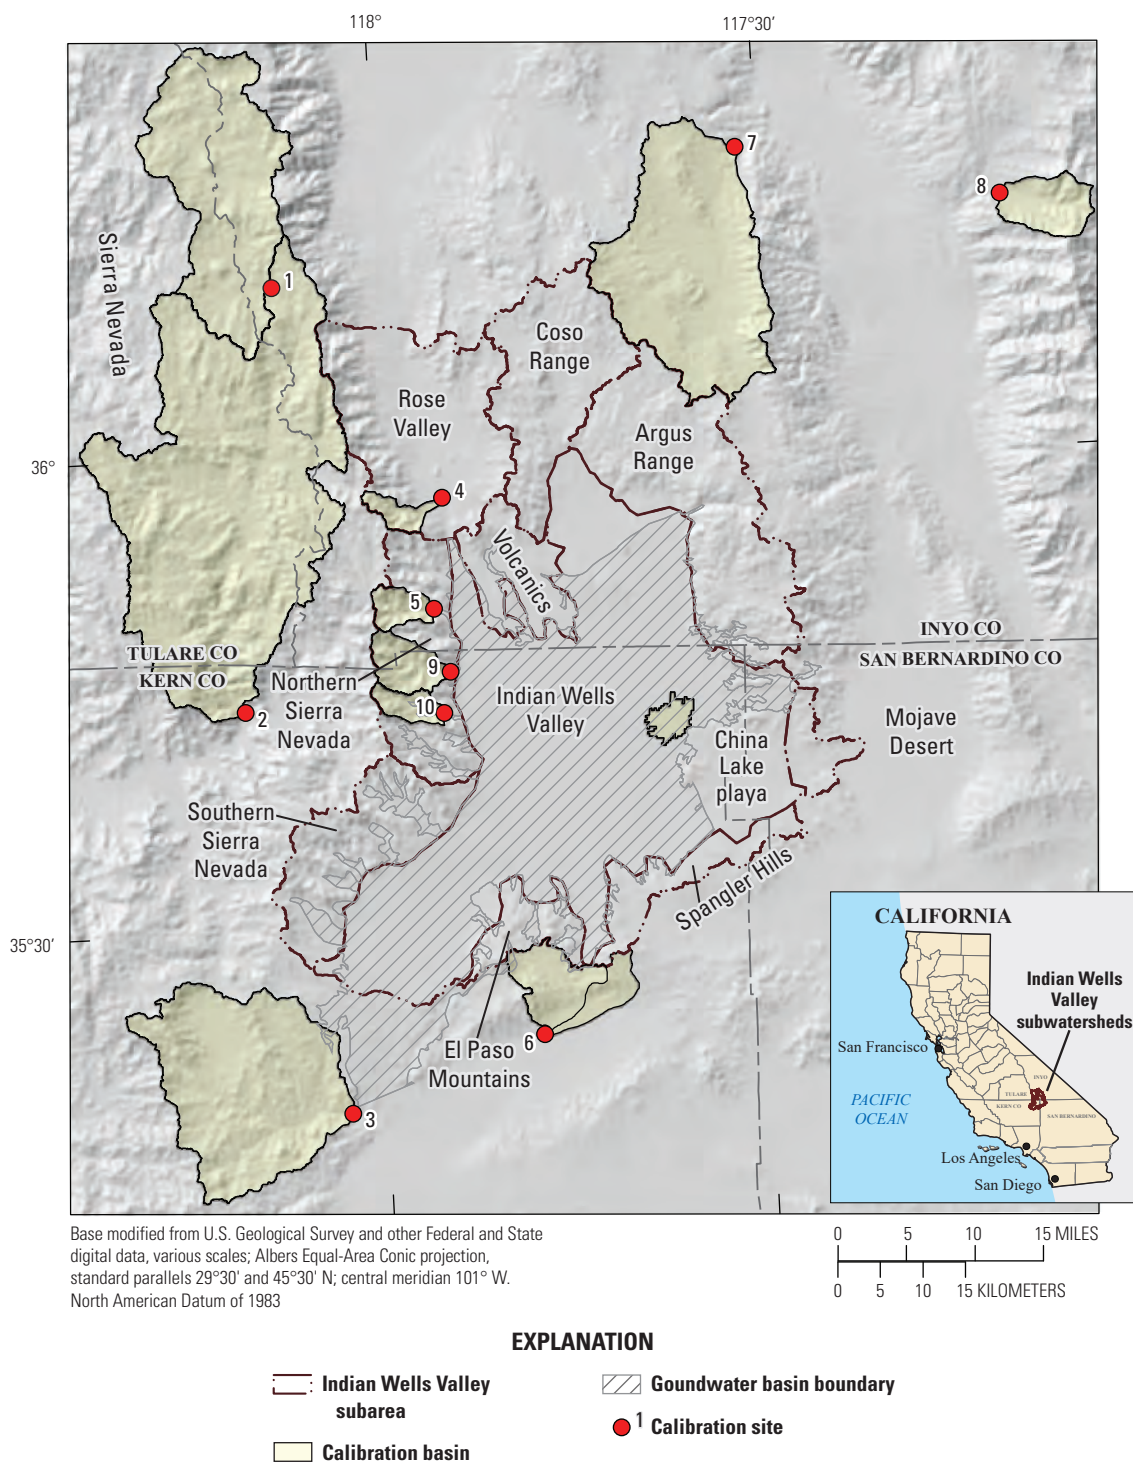 118°
117°30'
7
8
Sierra Nevada
1
Coso
Range
Rose
Valley
Argus
Range
36°
4
Volcanics
5
INYO CO
TULARE CO
SAN BERNARDINO CO
KERN CO
9
Northern
Sierra
Nevada
Indian Wells
Valley
10
2
Mojave
Desert
China
Lake
playa
Southern
Sierra
Nevada
Spangler Hills
35°30'
6
El Paso
Mountains
3
CALIFORNIA
Indian Wells
Valley
subwatersheds
San Francisco
INYO
TULARE
KERN CO
SAN BERNARDINO
PACIFIC
OCEAN
Los Angeles
San Diego
Base modified from U.S. Geological Survey and other Federal and State
digital data, various scales; Albers Equal-Area Conic projection,
standard parallels 29°30' and 45°30' N; central meridian 101° W.
North American Datum of 1983
0 5 10 15 MILES
0 5 10 15 KILOMETERS
EXPLANATION
Indian Wells Valley
subarea
Calibration basin
Goundwater basin boundary
1 Calibration site